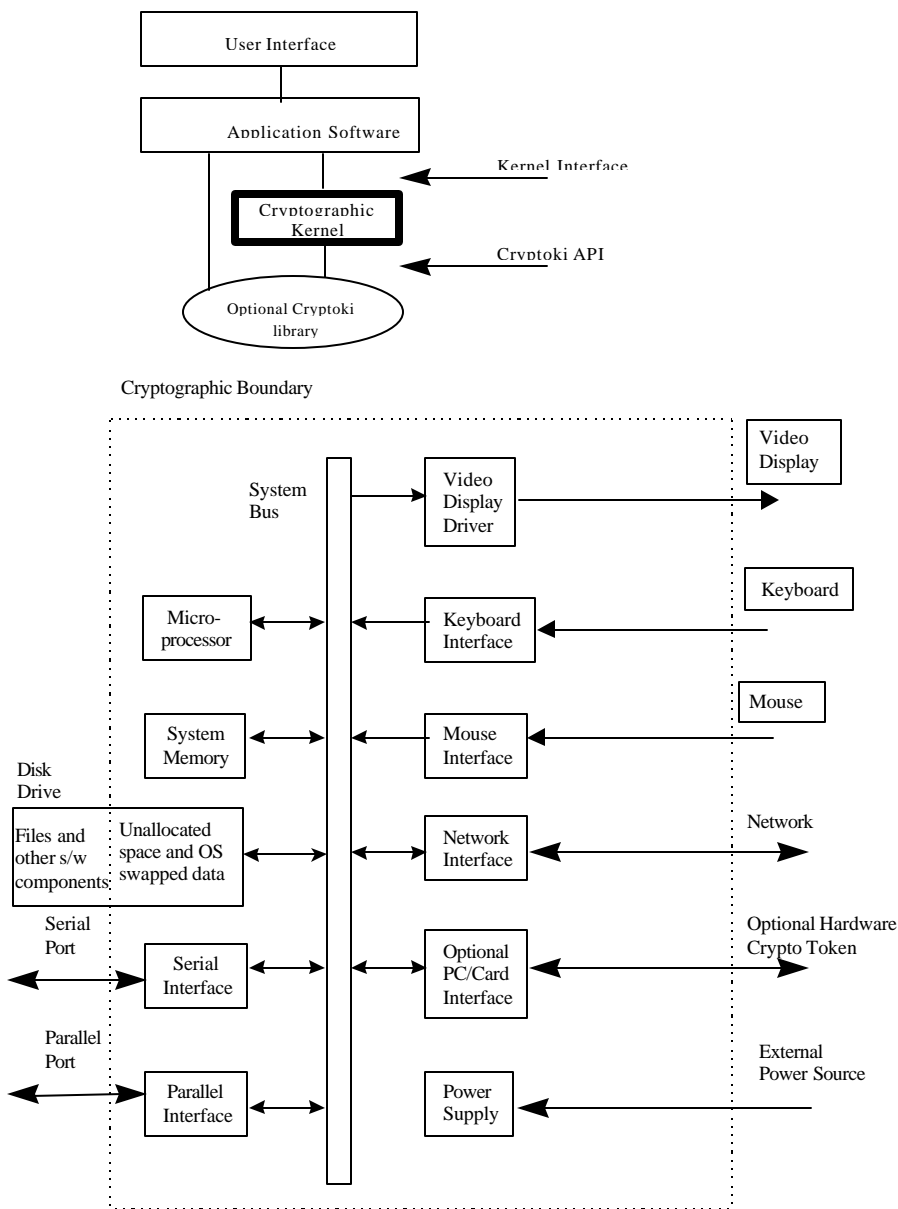 User Interface
Application Software
Kernel Interface
Cryptographic
Kernel
Cryptoki API
Optional Cryptoki
library
Cryptographic Boundary
Video
Display
System
Bus
Video
Display
Driver
Keyboard
Micro-
processor
Keyboard
Interface
Mouse
System
Memory
Mouse
Interface
Disk
Drive
Files and
other s/w
components
Unallocated
space and OS
swapped data
Network
Interface
Network
Serial
Port
Serial
Interface
Optional
PC/Card
Interface
Optional Hardware
Crypto Token
Parallel
Port
Parallel
Interface
Power
Supply
External
Power Source